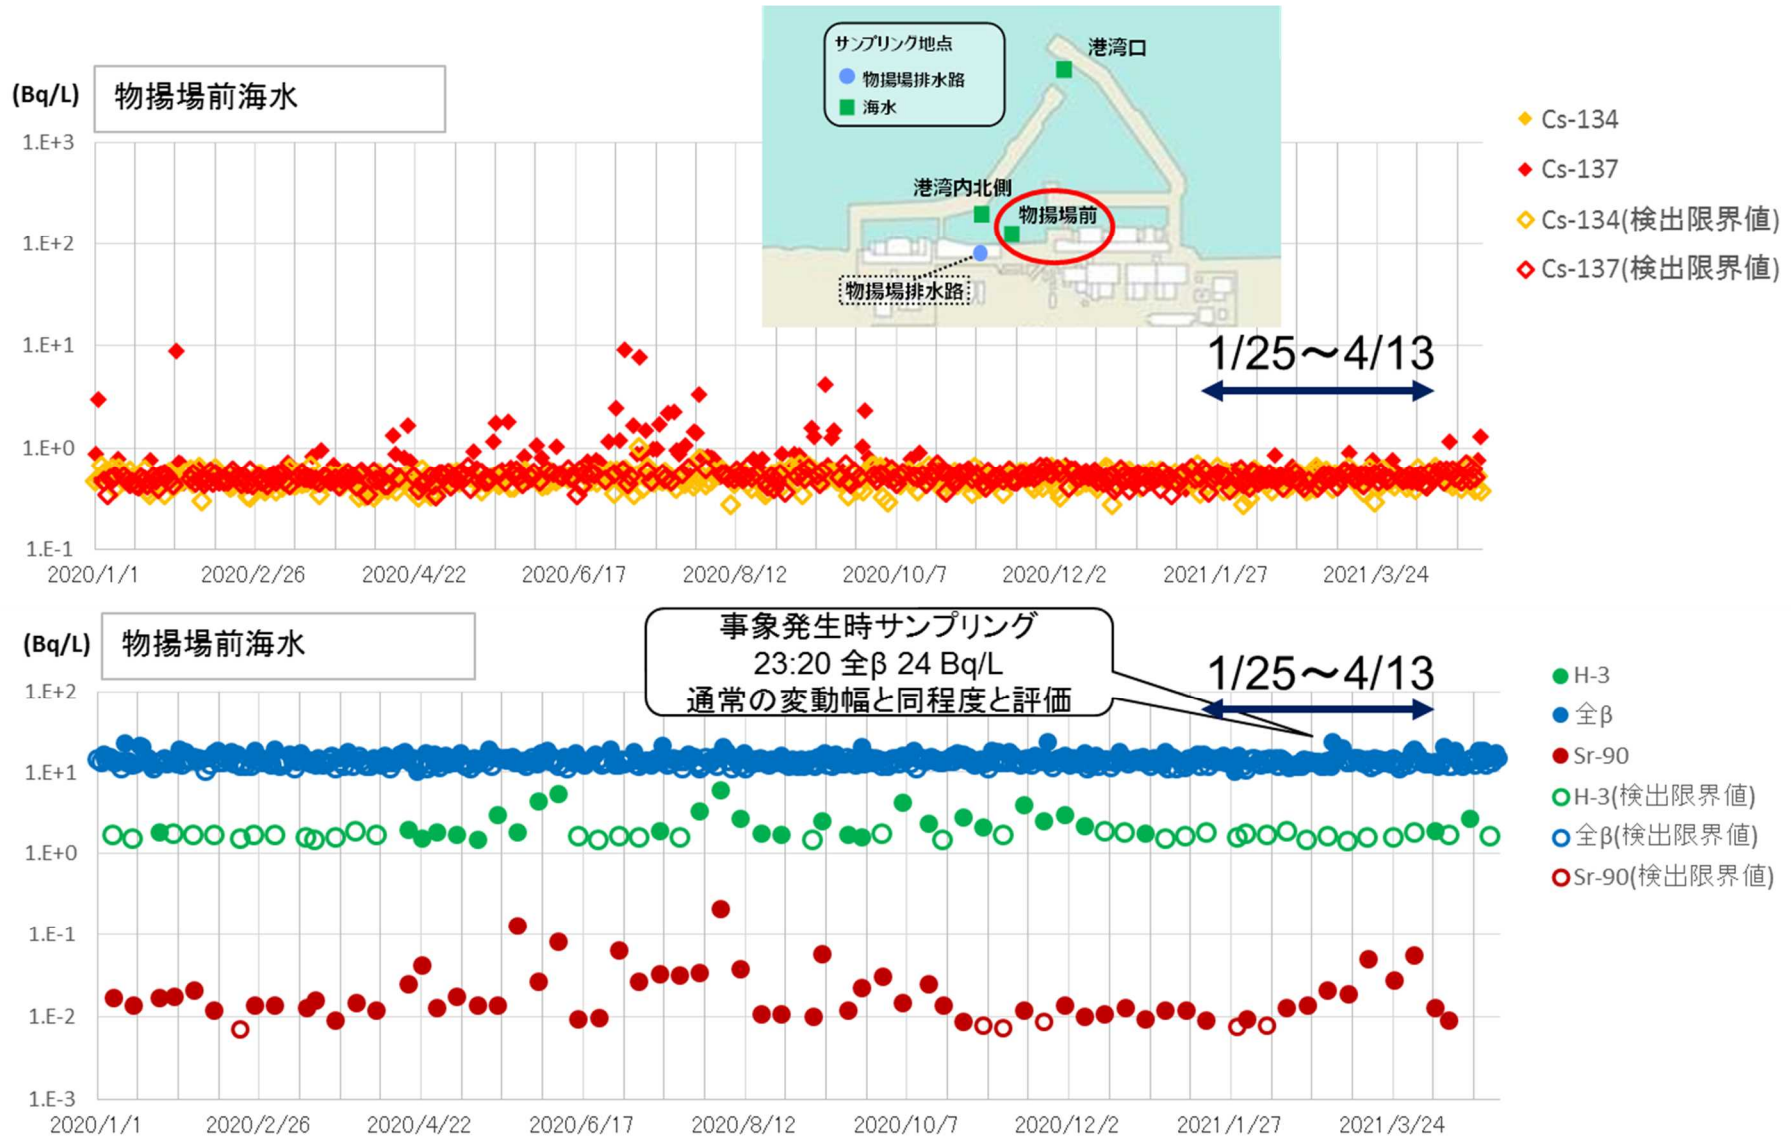 (Bq/L)
物揚場前海水
1.E+3
1.E+2
1.E+1
1.E+0
1.E-1
2020/1/1
2020/2/26
2020/4/22
2020/6/17
2020/8/12
2020/10/7
2020/12/2
2021/1/27
2021/3/24
サンプリング地点
物揚場排水路
海水
港湾口
港湾内北側
物揚場前
物揚場排水路
1/25～4/13
Cs-134
Cs-137
Cs-134(検出限界値)
Cs-137(検出限界値)
(Bq/L)
物揚場前海水
事象発生時サンプリング
23:20 全β 24 Bq/L
通常の変動幅と同程度と評価
1/25～4/13
1.E+2
1.E+1
1.E+0
1.E-1
1.E-2
1.E-3
2020/1/1
2020/2/26
2020/4/22
2020/6/17
2020/8/12
2020/10/7
2020/12/2
2021/1/27
2021/3/24
H-3
全β
Sr-90
H-3(検出限界値)
全β(検出限界値)
Sr-90(検出限界値)